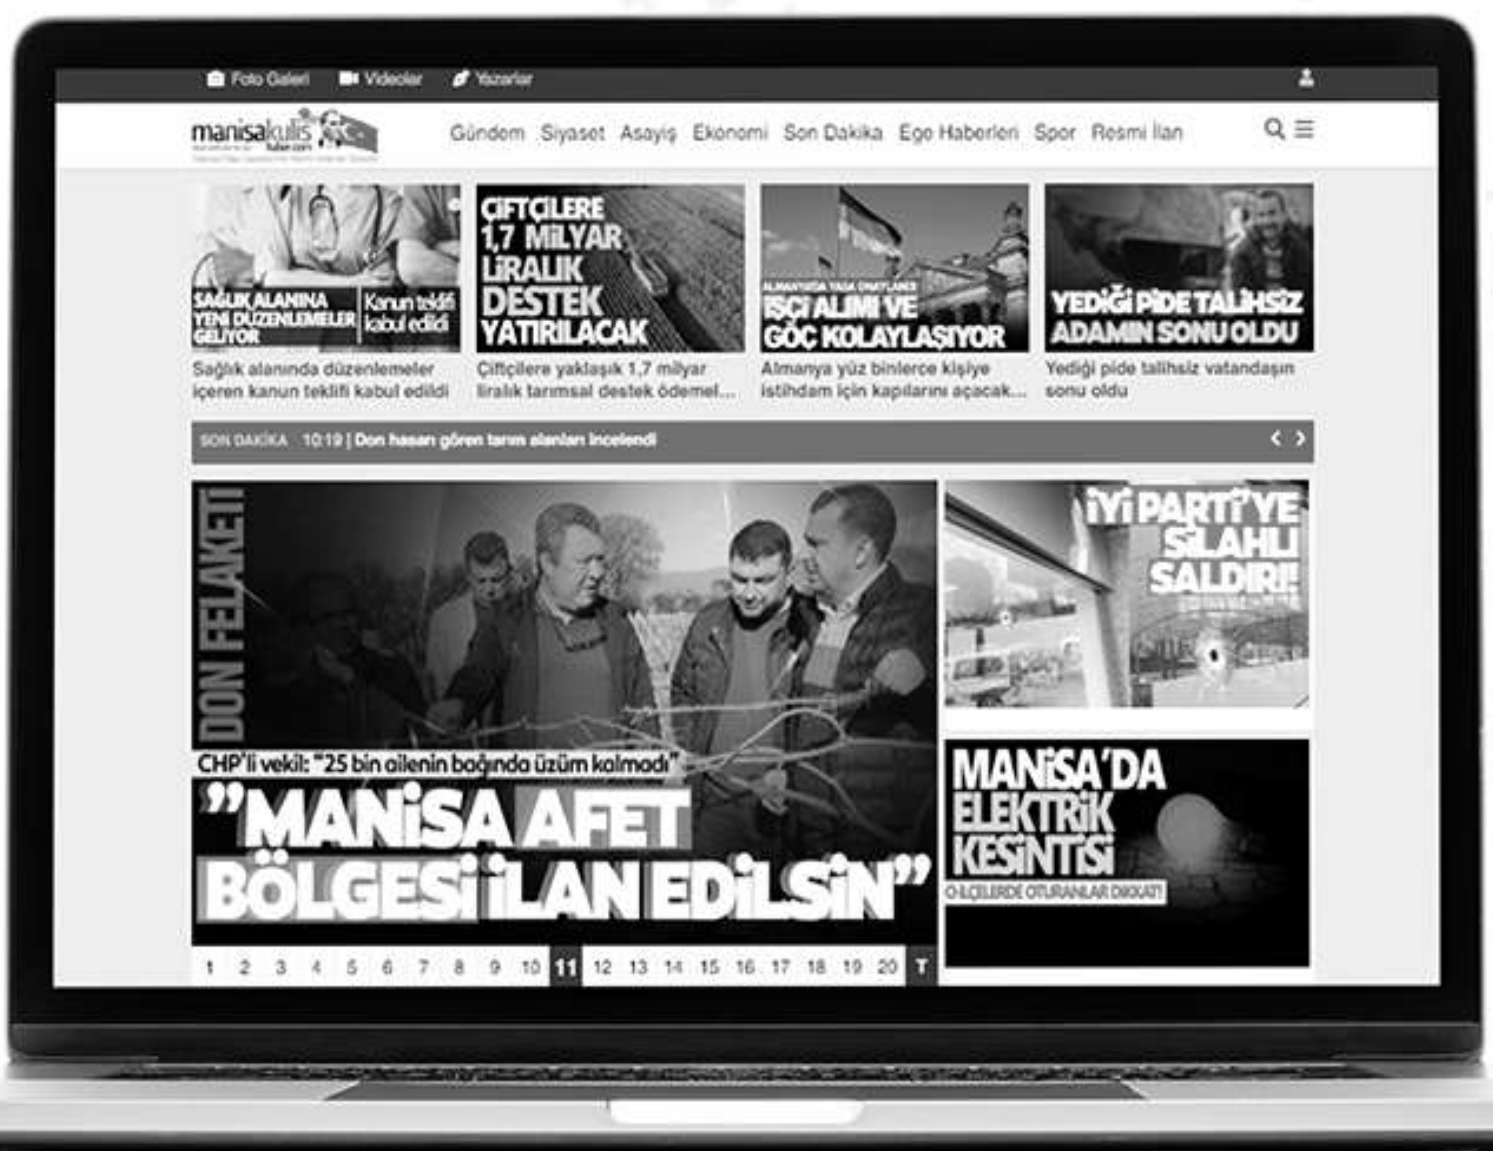 Foto Galeri Videolar Yazarlar
manisakulis
haber.com
Gündem Siyaset Asayiş Ekonomi Son Dakika Ege Haberleri Spor Resmi İlan
SAĞLIK ALANINA
YENİ DÜZENLEMELER
GELİYOR
Kanun teklifi
kabul edildi
Sağlık alanında düzenlemeler
içeren kanun teklifi kabul edildi
ÇİFTÇİLERE
1,7 MİLYAR
LİRALIK
DESTEK
YATIRILACAK
Çiftçilere yaklaşık 1,7 milyar
liralık tarımsal destek ödemel...
ALMANYA'DA YASA ONAYLANDI
İŞÇİ ALIMI VE
GÖÇ KOLAYLAŞIYOR
Almanya yüz binlerce kişiye
istihdam için kapılarını açacak...
YEDİĞİ PİDE TALİHSİZ
ADAMIN SONU OLDU
Yediği pide talihsiz vatandaşın
sonu oldu
SON DAKİKA 10:19 | Don hasarı gören tarım alanları incelendi
DON FELAKETİ
CHP'li vekil: "25 bin ailenin bağında üzüm kalmadı"
"MANİSA AFET
BÖLGESİ İLAN EDİLSİN"
1 2 3 4 5 6 7 8 9 10 11 12 13 14 15 16 17 18 19 20 T
İYİ PARTİ'YE
SİLAHLI
SALDIRI!
MANİSA'DA
ELEKTRİK
KESİNTİSİ
O İLÇELERDE OTURANLAR DİKKAT!